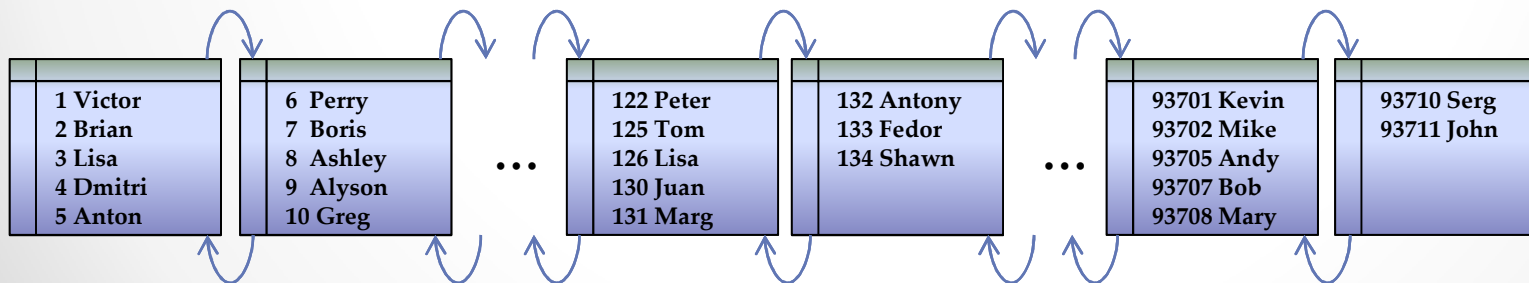 1 Victor
2 Brian
3 Lisa
4 Dmitri
5 Anton
6 Perry
7 Boris
8 Ashley
9 Alyson
10 Greg
...
122 Peter
125 Tom
126 Lisa
130 Juan
131 Marg
132 Antony
133 Fedor
134 Shawn
...
93701 Kevin
93702 Mike
93705 Andy
93707 Bob
93708 Mary
93710 Serg
93711 John